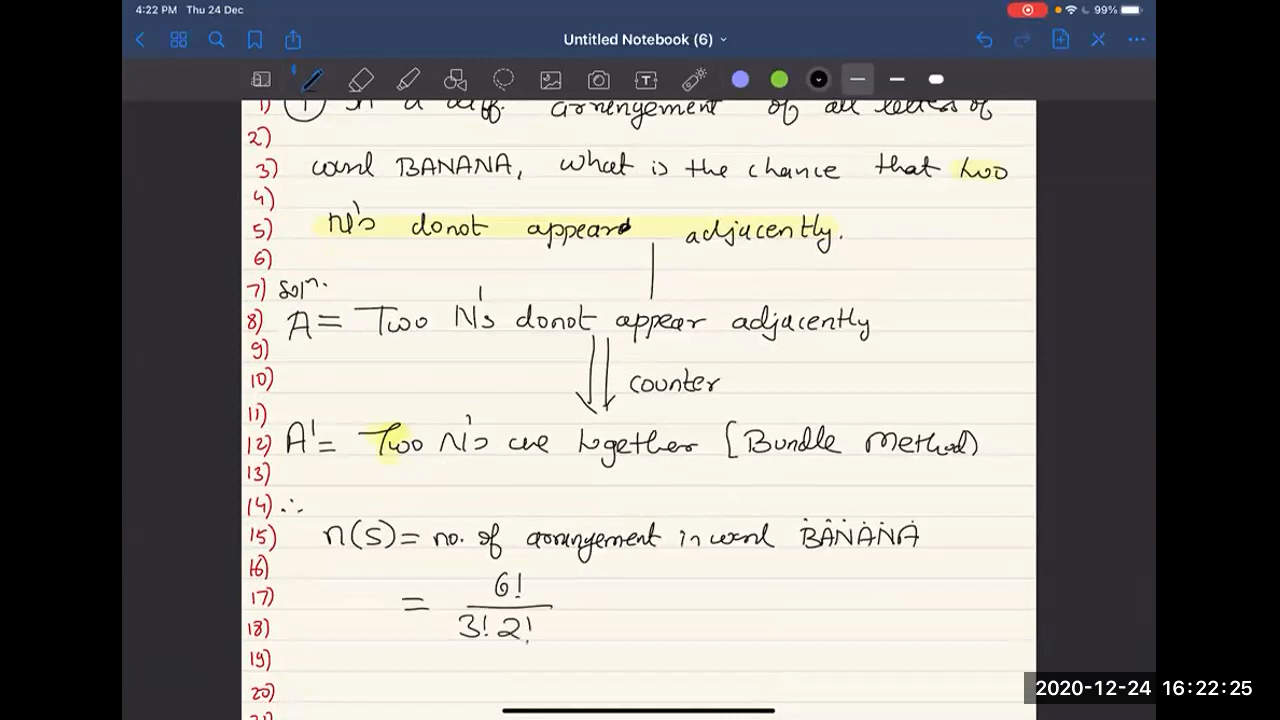 4:22 PM Thu 24 Dec 99%
Untitled Notebook (6)
1) ① In a diff. arrangement of all letters of
2)
3) word BANANA, what is the chance that two
4)
5) N's donot appear adjacently.
6)
7) soln.
8) A = Two N's donot appear adjacently
9)
10) counter
11)
12) A' = Two N's are together [Bundle Method)
13)
14) ∴
15) n(S) = no. of arrangement in word BANANA
16) 6!
17) =
18) 3! 2!
19)
20)
2020-12-24 16:22:25